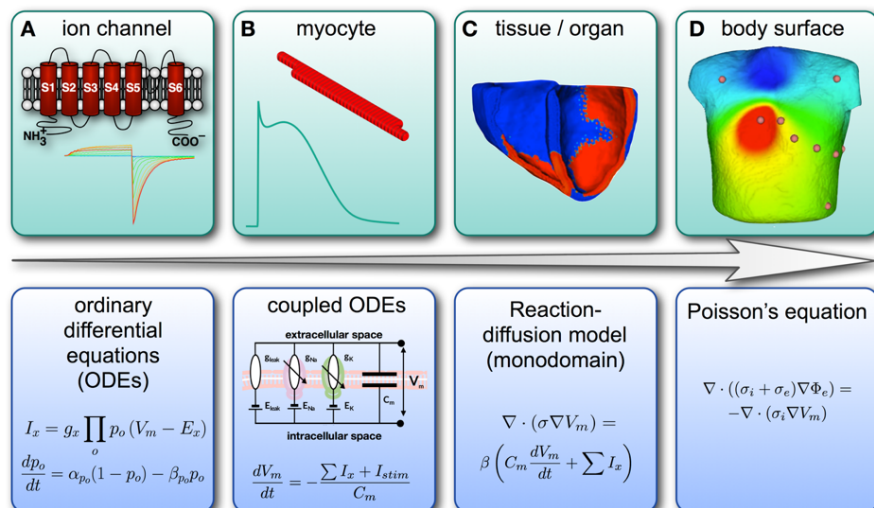 A ion channel
S1 S2 S3 S4 S5 S6
NH₃⁺
COO⁻
B myocyte
C tissue / organ
D body surface
ordinary
differential
equations
(ODEs)
I_x = g_x ∏_o p_o (V_m − E_x)
dp_o/dt = α_{p_o}(1 − p_o) − β_{p_o} p_o
coupled ODEs
extracellular space
g_leak g_Na g_K
V_m
C_m
E_leak E_Na E_K
intracellular space
dV_m/dt = − (∑ I_x + I_stim)/C_m
Reaction-
diffusion model
(monodomain)
∇ · (σ∇V_m) =
β (C_m dV_m/dt + ∑ I_x)
Poisson's equation
∇ · ((σ_i + σ_e)∇Φ_e) =
−∇ · (σ_i∇V_m)